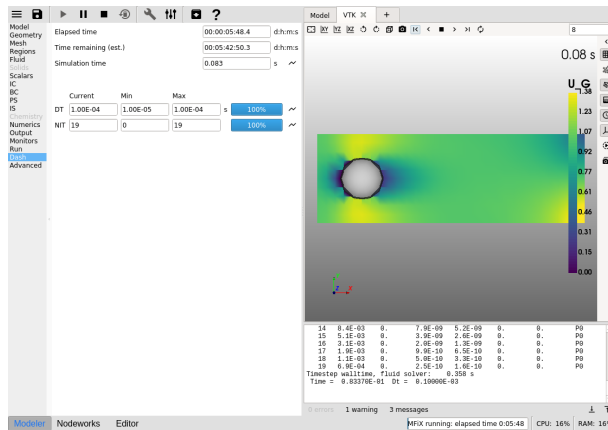 Model
Geometry
Mesh
Regions
Fluid
Solids
Scalars
IC
BC
PS
IS
Chemistry
Numerics
Output
Monitors
Run
Dash
Advanced
Elapsed time 00:00:05:48.4 d:h:m:s
Time remaining (est.) 00:05:42:50.3 d:h:m:s
Simulation time 0.083 s
Current Min Max
DT 1.00E-04 1.00E-05 1.00E-04 s 100%
NIT 19 0 19 100%
Model VTK +
XY YZ XZ 8
0.08 s
U_G
1.38
1.23
1.07
0.92
0.77
0.61
0.46
0.31
0.15
0.00
Y
Z X
14 8.4E-03 0. 7.9E-09 5.2E-09 0. 0. P0
15 5.1E-03 0. 3.9E-09 2.6E-09 0. 0. P0
16 3.1E-03 0. 2.0E-09 1.3E-09 0. 0. P0
17 1.9E-03 0. 9.9E-10 6.5E-10 0. 0. P0
18 1.1E-03 0. 5.0E-10 3.3E-10 0. 0. P0
19 6.9E-04 0. 2.5E-10 1.6E-10 0. 0. P0
Timestep walltime, fluid solver: 0.358 s
Time = 0.83370E-01 Dt = 0.10000E-03
0 errors 1 warning 3 messages
Modeler Nodeworks Editor MFiX running: elapsed time 0:05:48 CPU: 16% RAM: 16